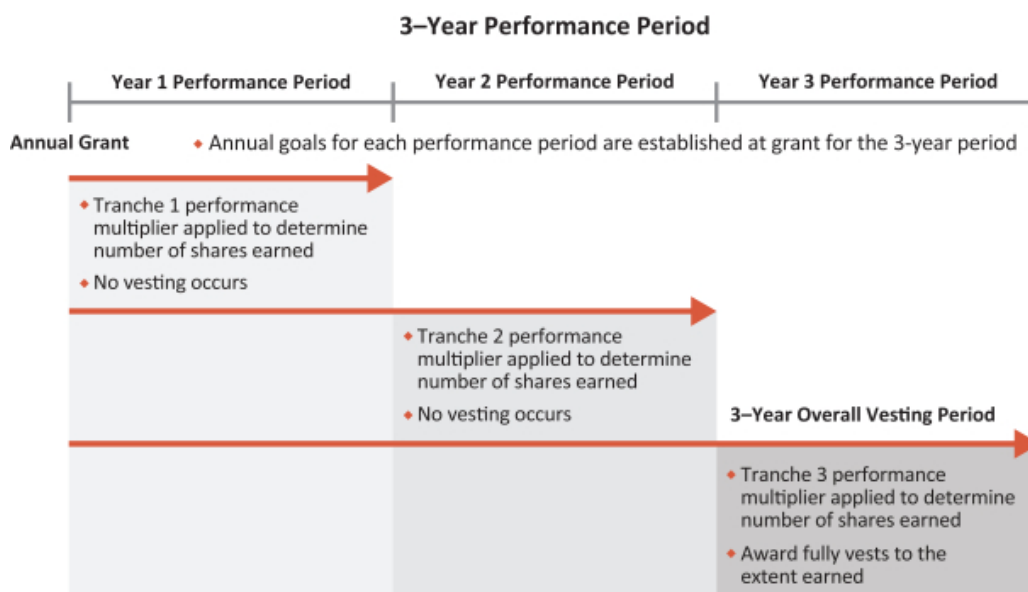 3–Year Performance Period
Year 1 Performance Period
Year 2 Performance Period
Year 3 Performance Period
Annual Grant
◆ Annual goals for each performance period are established at grant for the 3-year period
◆ Tranche 1 performance
multiplier applied to determine
number of shares earned
◆ No vesting occurs
◆ Tranche 2 performance
multiplier applied to determine
number of shares earned
◆ No vesting occurs
3–Year Overall Vesting Period
◆ Tranche 3 performance
multiplier applied to determine
number of shares earned
◆ Award fully vests to the
extent earned